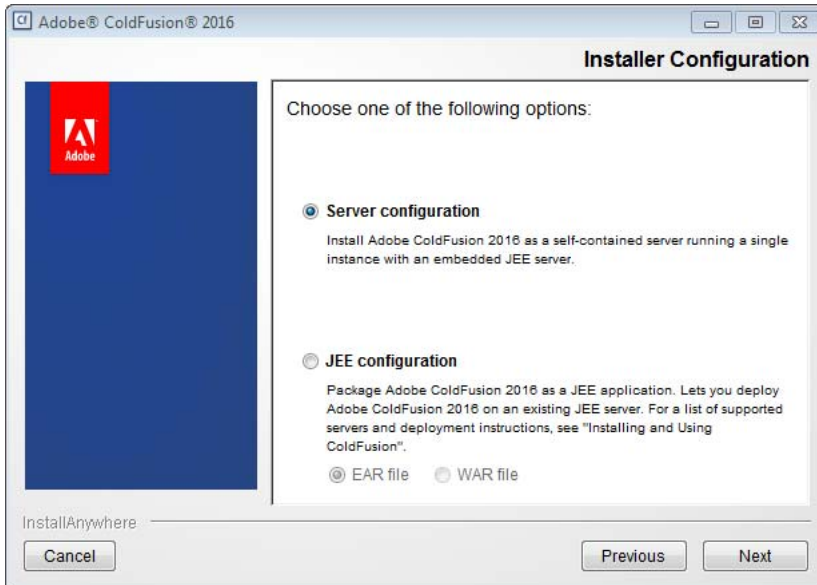 Cf Adobe® ColdFusion® 2016
Installer Configuration
Adobe
Choose one of the following options:
Server configuration
Install Adobe ColdFusion 2016 as a self-contained server running a single
instance with an embedded JEE server.
JEE configuration
Package Adobe ColdFusion 2016 as a JEE application. Lets you deploy
Adobe ColdFusion 2016 on an existing JEE server. For a list of supported
servers and deployment instructions, see "Installing and Using
ColdFusion".
EAR file WAR file
InstallAnywhere
Cancel Previous Next